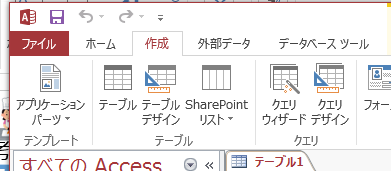 ファイル ホーム 作成 外部データ データベース ツール
アプリケーション パーツ テーブル テーブル デザイン SharePoint リスト クエリ ウィザード クエリ デザイン フォー
テンプレート テーブル クエリ
すべての Access テーブル1